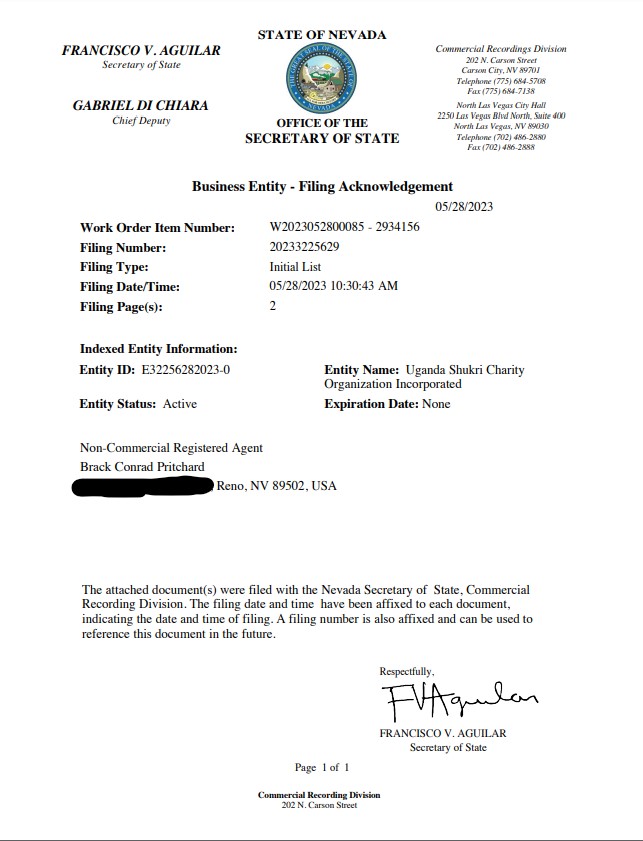 FRANCISCO V. AGUILAR
Secretary of State
GABRIEL DI CHIARA
Chief Deputy
STATE OF NEVADA
OFFICE OF THE
SECRETARY OF STATE
Commercial Recordings Division
202 N. Carson Street
Carson City, NV 89701
Telephone (775) 684-5708
Fax (775) 684-7138
North Las Vegas City Hall
2250 Las Vegas Blvd North, Suite 400
North Las Vegas, NV 89030
Telephone (702) 486-2880
Fax (702) 486-2888
Business Entity - Filing Acknowledgement
05/28/2023
Work Order Item Number: W2023052800085 - 2934156
Filing Number: 20233225629
Filing Type: Initial List
Filing Date/Time: 05/28/2023 10:30:43 AM
Filing Page(s): 2
Indexed Entity Information:
Entity ID: E32256282023-0
Entity Name: Uganda Shukri Charity
Organization Incorporated
Entity Status: Active
Expiration Date: None
Non-Commercial Registered Agent
Brack Conrad Pritchard
, Reno, NV 89502, USA
The attached document(s) were filed with the Nevada Secretary of State, Commercial
Recording Division. The filing date and time have been affixed to each document,
indicating the date and time of filing. A filing number is also affixed and can be used to
reference this document in the future.
Respectfully,
FVAguilar
FRANCISCO V. AGUILAR
Secretary of State
Page 1 of 1
Commercial Recording Division
202 N. Carson Street